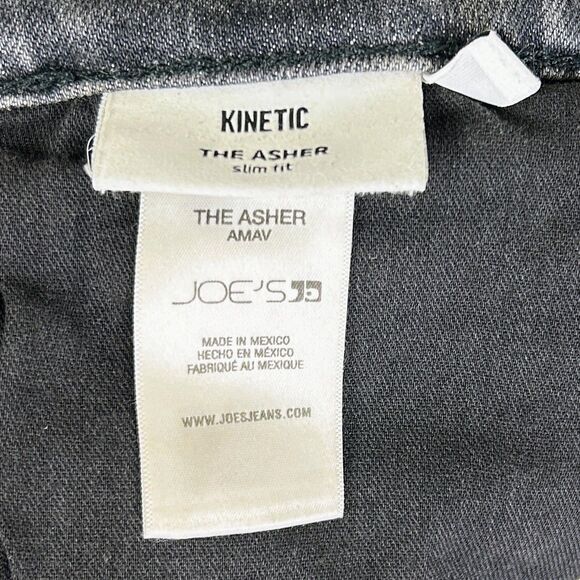 KINETIC
THE ASHER
slim fit
THE ASHER
AMAV
JOE'S
MADE IN MEXICO
HECHO EN MÉXICO
FABRIQUÉ AU MEXIQUE
WWW.JOESJEANS.COM